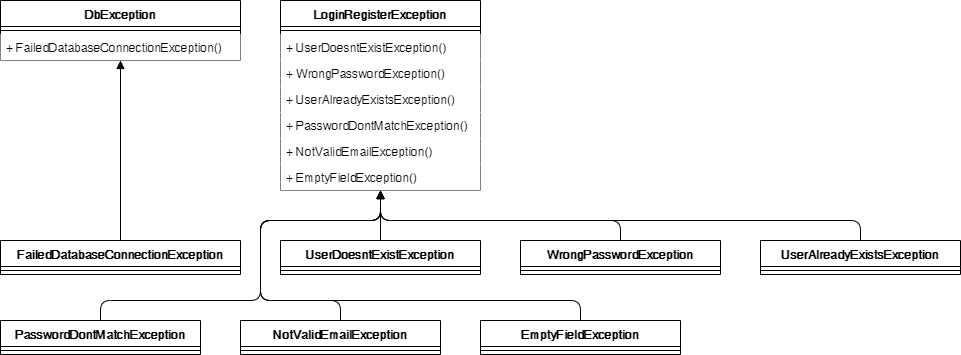 DbException
+ FailedDatabaseConnectionException()
LoginRegisterException
+ UserDoesntExistException()
+ WrongPasswordException()
+ UserAlreadyExistsException()
+ PasswordDontMatchException()
+ NotValidEmailException()
+ EmptyFieldException()
FailedDatabaseConnectionException
UserDoesntExistException
WrongPasswordException
UserAlreadyExistsException
PasswordDontMatchException
NotValidEmailException
EmptyFieldException